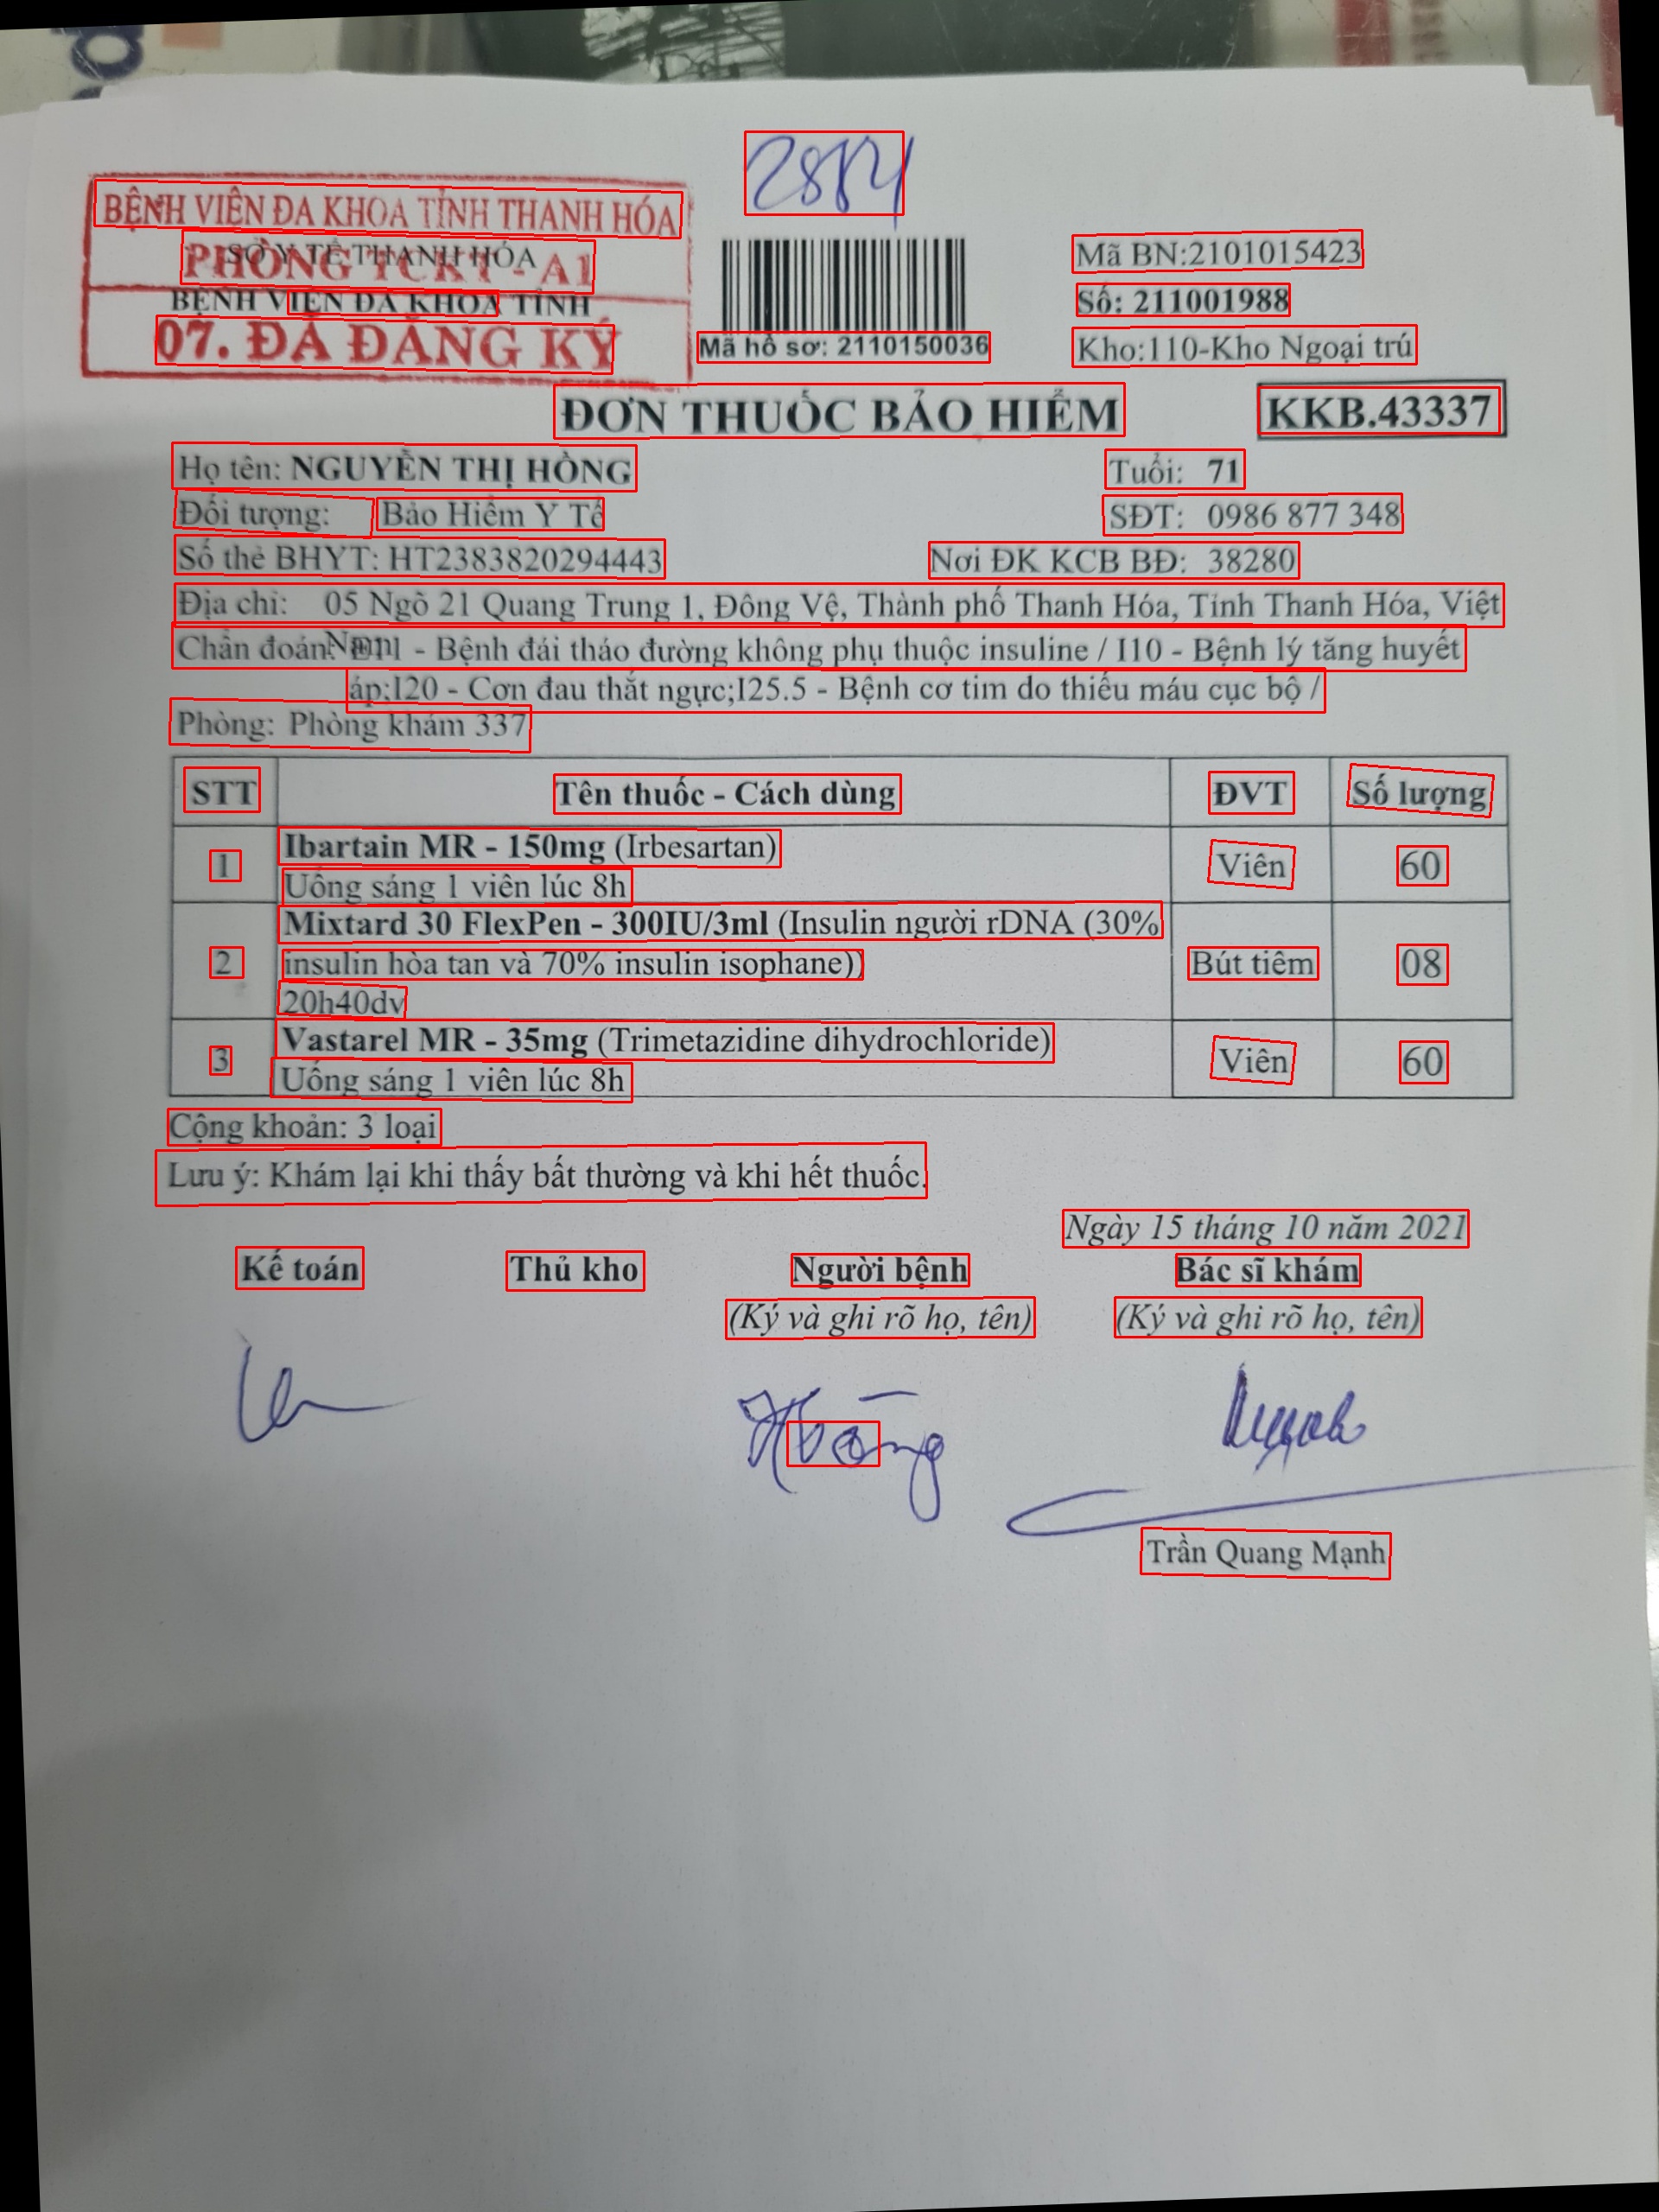 BỆNH VIỆN ĐA KHOA TỈNH THANH HÓA
SỞ Y TẾ THANH HÓA
PHÒNG TCKT - A1
BỆNH VIỆN ĐA KHOA TỈNH
07. ĐÃ ĐĂNG KÝ
Mã hồ sơ: 2110150036
Mã BN:2101015423
Số: 211001988
Kho:110-Kho Ngoại trú
ĐƠN THUỐC BẢO HIỂM
KKB.43337
Họ tên: NGUYỄN THỊ HỒNG Tuổi: 71
Đối tượng: Bảo Hiểm Y Tế SĐT: 0986 877 348
Số thẻ BHYT: HT2383820294443 Nơi ĐK KCB BĐ: 38280
Địa chỉ: 05 Ngõ 21 Quang Trung 1, Đông Vệ, Thành phố Thanh Hóa, Tỉnh Thanh Hóa, Việt
Nam
Chẩn đoán: E11 - Bệnh đái tháo đường không phụ thuộc insuline / I10 - Bệnh lý tăng huyết
áp;I20 - Cơn đau thắt ngực;I25.5 - Bệnh cơ tim do thiếu máu cục bộ /
Phòng: Phòng khám 337
STT Tên thuốc - Cách dùng ĐVT Số lượng
1 Ibartain MR - 150mg (Irbesartan) Viên 60
Uống sáng 1 viên lúc 8h
2 Mixtard 30 FlexPen - 300IU/3ml (Insulin người rDNA (30%
insulin hòa tan và 70% insulin isophane)) Bút tiêm 08
20h40dv
3 Vastarel MR - 35mg (Trimetazidine dihydrochloride) Viên 60
Uống sáng 1 viên lúc 8h
Cộng khoản: 3 loại
Lưu ý: Khám lại khi thấy bất thường và khi hết thuốc.
Ngày 15 tháng 10 năm 2021
Kế toán Thủ kho Người bệnh Bác sĩ khám
(Ký và ghi rõ họ, tên) (Ký và ghi rõ họ, tên)
Hồng
Trần Quang Mạnh